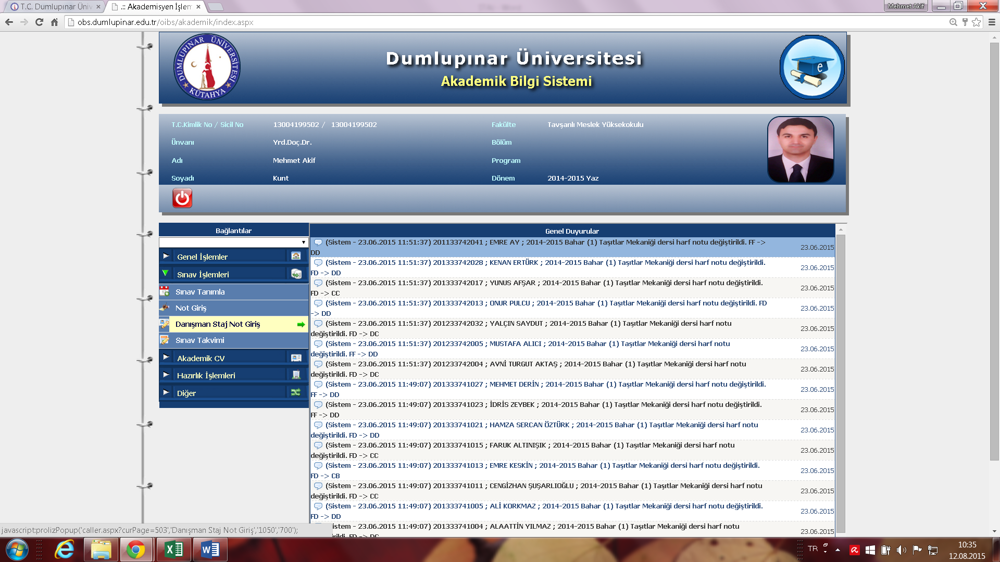 T.C. Dumlupınar Üniv
.:: Akademisyen İşlem
Mehmet Akif
obs.dumlupinar.edu.tr/oibs/akademik/index.aspx
DUMLUPINAR ÜNİVERSİTESİ
KÜTAHYA
Dumlupınar Üniversitesi
Akademik Bilgi Sistemi
e
T.C.Kimlik No / Sicil No 13004199502 / 13004199502 Fakülte Tavşanlı Meslek Yüksekokulu
Ünvanı Yrd.Doç.Dr. Bölüm
Adı Mehmet Akif Program
Soyadı Kunt Dönem 2014-2015 Yaz
Bağlantılar
Genel İşlemler
Sınav İşlemleri
Sınav Tanımla
Not Giriş
Danışman Staj Not Giriş
Sınav Takvimi
Akademik CV
Hazırlık İşlemleri
Diğer
Genel Duyurular
(Sistem - 23.06.2015 11:51:37) 201133742041 ; EMRE AY ; 2014-2015 Bahar (1) Taşıtlar Mekaniği dersi harf notu değiştirildi. FF ->
DD 23.06.2015
(Sistem - 23.06.2015 11:51:37) 201333742028 ; KENAN ERTÜRK ; 2014-2015 Bahar (1) Taşıtlar Mekaniği dersi harf notu değiştirildi.
FD -> DD 23.06.2015
(Sistem - 23.06.2015 11:51:37) 201333742017 ; YUNUS AFŞAR ; 2014-2015 Bahar (1) Taşıtlar Mekaniği dersi harf notu değiştirildi.
FD -> CC 23.06.2015
(Sistem - 23.06.2015 11:51:37) 201333742013 ; ONUR PULCU ; 2014-2015 Bahar (1) Taşıtlar Mekaniği dersi harf notu değiştirildi. FD
-> DD 23.06.2015
(Sistem - 23.06.2015 11:51:37) 201233742032 ; YALÇIN SAYDUT ; 2014-2015 Bahar (1) Taşıtlar Mekaniği dersi harf notu
değiştirildi. FD -> DC 23.06.2015
(Sistem - 23.06.2015 11:51:37) 201233742005 ; MUSTAFA ALICI ; 2014-2015 Bahar (1) Taşıtlar Mekaniği dersi harf notu
değiştirildi. FF -> DD 23.06.2015
(Sistem - 23.06.2015 11:51:37) 201233742004 ; AVNİ TURGUT AKTAŞ ; 2014-2015 Bahar (1) Taşıtlar Mekaniği dersi harf notu
değiştirildi. FD -> DC 23.06.2015
(Sistem - 23.06.2015 11:49:07) 201333741027 ; MEHMET DERİN ; 2014-2015 Bahar (1) Taşıtlar Mekaniği dersi harf notu değiştirildi.
FF -> DD 23.06.2015
(Sistem - 23.06.2015 11:49:07) 201333741023 ; İDRİS ZEYBEK ; 2014-2015 Bahar (1) Taşıtlar Mekaniği dersi harf notu değiştirildi.
FF -> DD 23.06.2015
(Sistem - 23.06.2015 11:49:07) 201333741021 ; HAMZA SERCAN ÖZTÜRK ; 2014-2015 Bahar (1) Taşıtlar Mekaniği dersi harf notu
değiştirildi. FD -> DD 23.06.2015
(Sistem - 23.06.2015 11:49:07) 201333741015 ; FARUK ALTINIŞIK ; 2014-2015 Bahar (1) Taşıtlar Mekaniği dersi harf notu
değiştirildi. FD -> CC 23.06.2015
(Sistem - 23.06.2015 11:49:07) 201333741013 ; EMRE KESKİN ; 2014-2015 Bahar (1) Taşıtlar Mekaniği dersi harf notu değiştirildi.
FD -> CB 23.06.2015
(Sistem - 23.06.2015 11:49:07) 201333741011 ; CENGİZHAN ŞUŞARLIOĞLU ; 2014-2015 Bahar (1) Taşıtlar Mekaniği dersi harf notu
değiştirildi. FD -> CC 23.06.2015
(Sistem - 23.06.2015 11:49:07) 201333741005 ; ALİ KORKMAZ ; 2014-2015 Bahar (1) Taşıtlar Mekaniği dersi harf notu değiştirildi.
FD -> DD 23.06.2015
istem - 23.06.2015 11:49:07) 201333741004 ; ALAATTİN YILMAZ ; 2014-2015 Bahar (1) Taşıtlar Mekaniği dersi harf notu
ildi. FD -> DC 23.06.2015
javascript:prolizPopup('caller.aspx?curPage=503','Danışman Staj Not Giriş','1050','700');
TR
10:35
12.08.2015